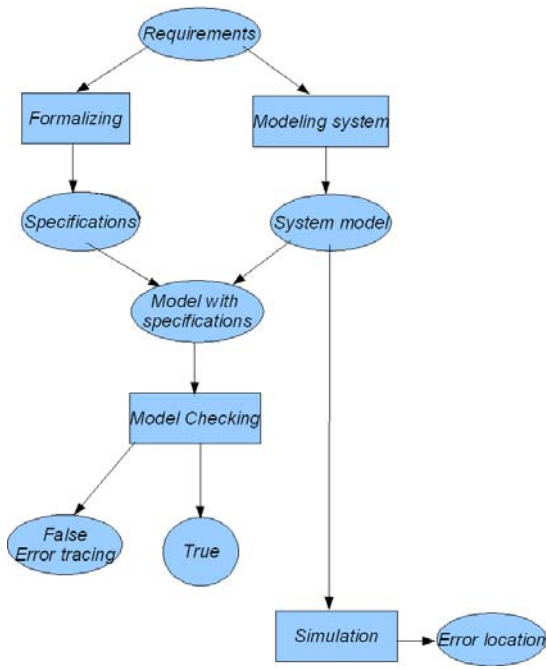 Requirements
Formalizing
Modeling system
Specifications
System model
Model with
specifications
Model Checking
False
Error tracing
True
Simulation
Error location